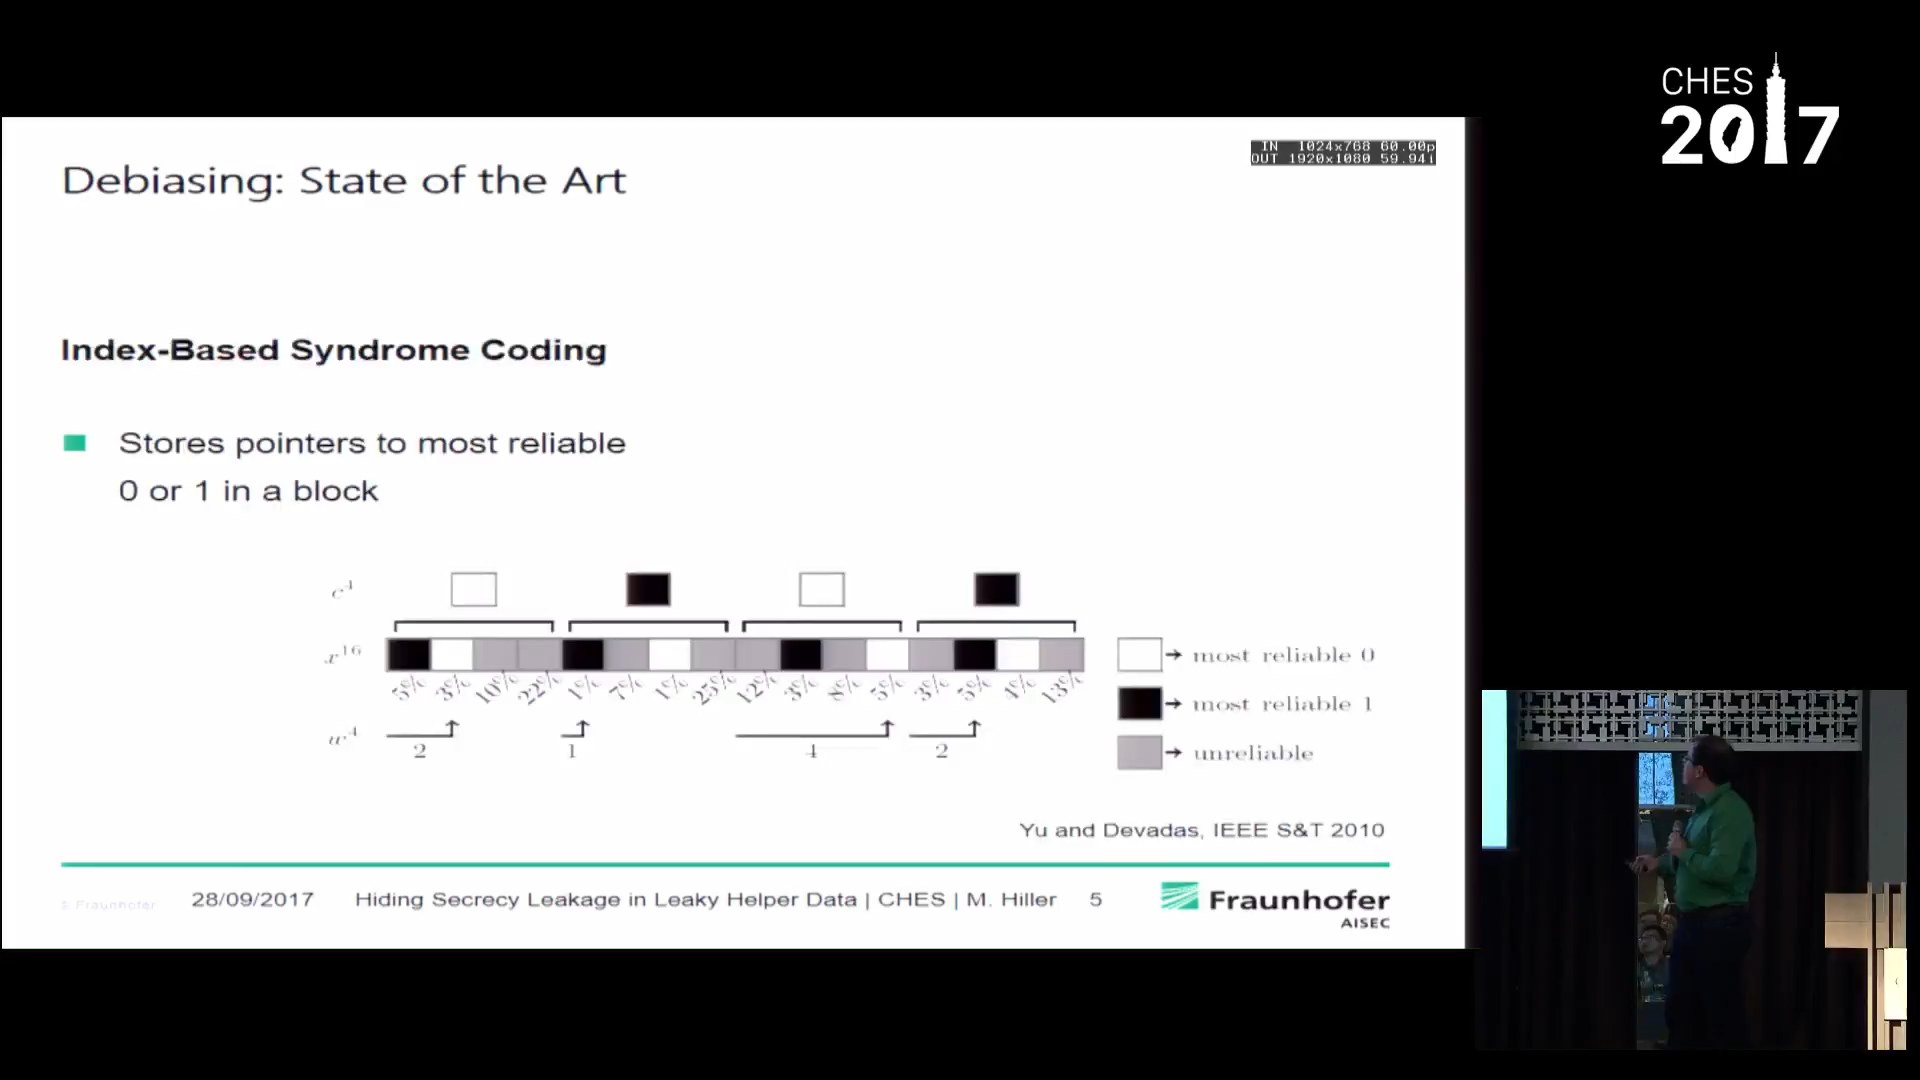 CHES
2017
IN 1024x768 60.00p
OUT 1920x1080 59.94i
Debiasing: State of the Art
Index-Based Syndrome Coding
Stores pointers to most reliable
0 or 1 in a block
c⁴
x¹⁶
5% 3% 10% 22% 1% 7% 1% 25% 12% 3% 8% 5% 3% 5% 13%
2 1 4 2
most reliable 0
most reliable 1
unreliable
Yu and Devadas, IEEE S&T 2010
© Fraunhofer
28/09/2017 Hiding Secrecy Leakage in Leaky Helper Data | CHES | M. Hiller 5
Fraunhofer
AISEC